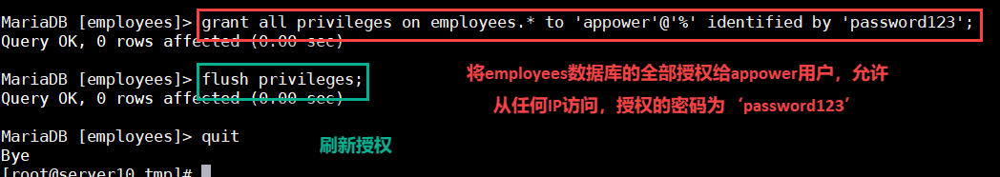 MariaDB [employees]> grant all privileges on employees.* to 'appower'@'%' identified by 'password123';
Query OK, 0 rows affected (0.00 sec)
MariaDB [employees]> flush privileges;
Query OK, 0 rows affected (0.00 sec)
将employees数据库的全部授权给appower用户，允许
从任何IP访问，授权的密码为‘password123’
MariaDB [employees]> quit
Bye
刷新授权
[root@server10 tmp]#